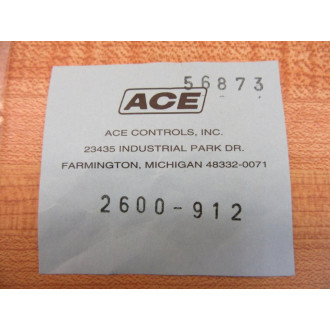 56873
ACE
ACE CONTROLS, INC.
23435 INDUSTRIAL PARK DR.
FARMINGTON, MICHIGAN 48332-0071
2600-912